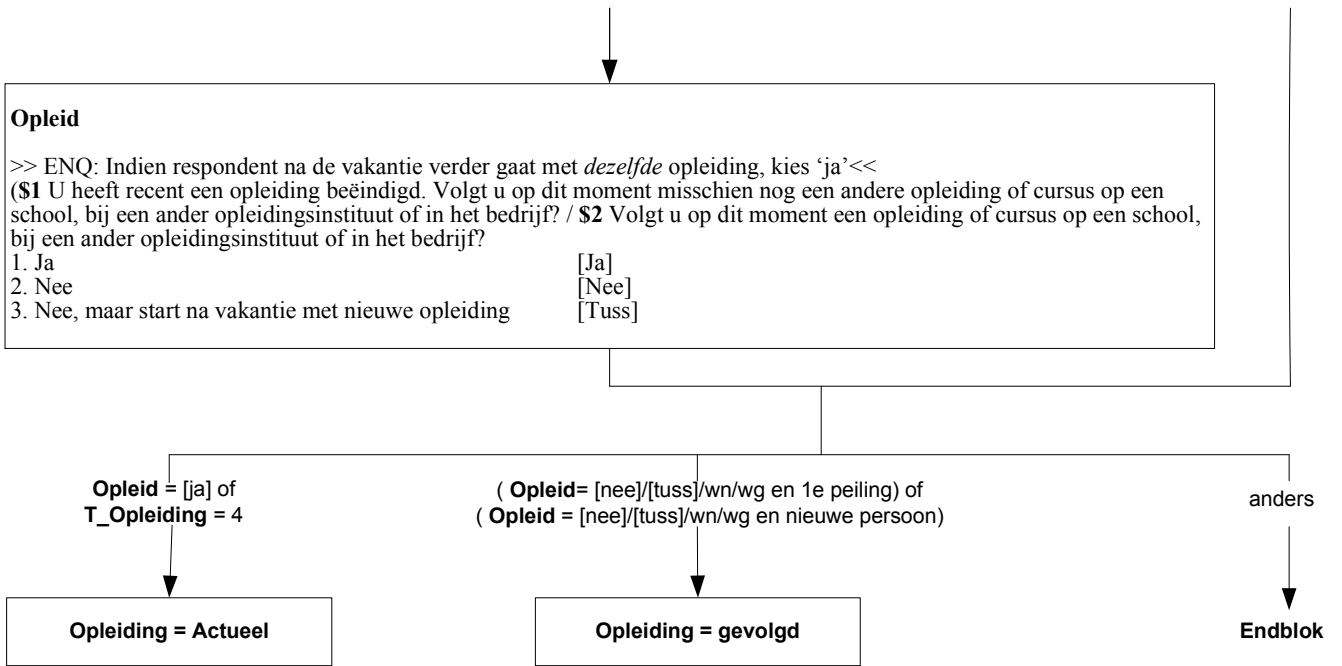 Opleid
>> ENQ: Indien respondent na de vakantie verder gaat met dezelfde opleiding, kies ‘ja’<<
($1 U heeft recent een opleiding beëindigd. Volgt u op dit moment misschien nog een andere opleiding of cursus op een
school, bij een ander opleidingsinstituut of in het bedrijf? / $2 Volgt u op dit moment een opleiding of cursus op een school,
bij een ander opleidingsinstituut of in het bedrijf?
1. Ja [Ja]
2. Nee [Nee]
3. Nee, maar start na vakantie met nieuwe opleiding [Tuss]
Opleid = [ja] of
T_Opleiding = 4
( Opleid= [nee]/[tuss]/wn/wg en 1e peiling) of
( Opleid = [nee]/[tuss]/wn/wg en nieuwe persoon)
anders
Opleiding = Actueel
Opleiding = gevolgd
Endblok